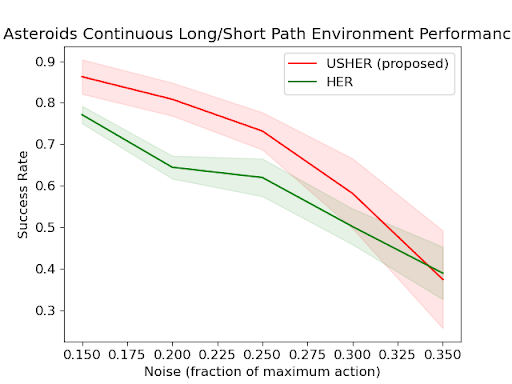 Asteroids Continuous Long/Short Path Environment Performanc
USHER (proposed)
HER
Success Rate
0.9
0.8
0.7
0.6
0.5
0.4
0.3
0.150 0.175 0.200 0.225 0.250 0.275 0.300 0.325 0.350
Noise (fraction of maximum action)